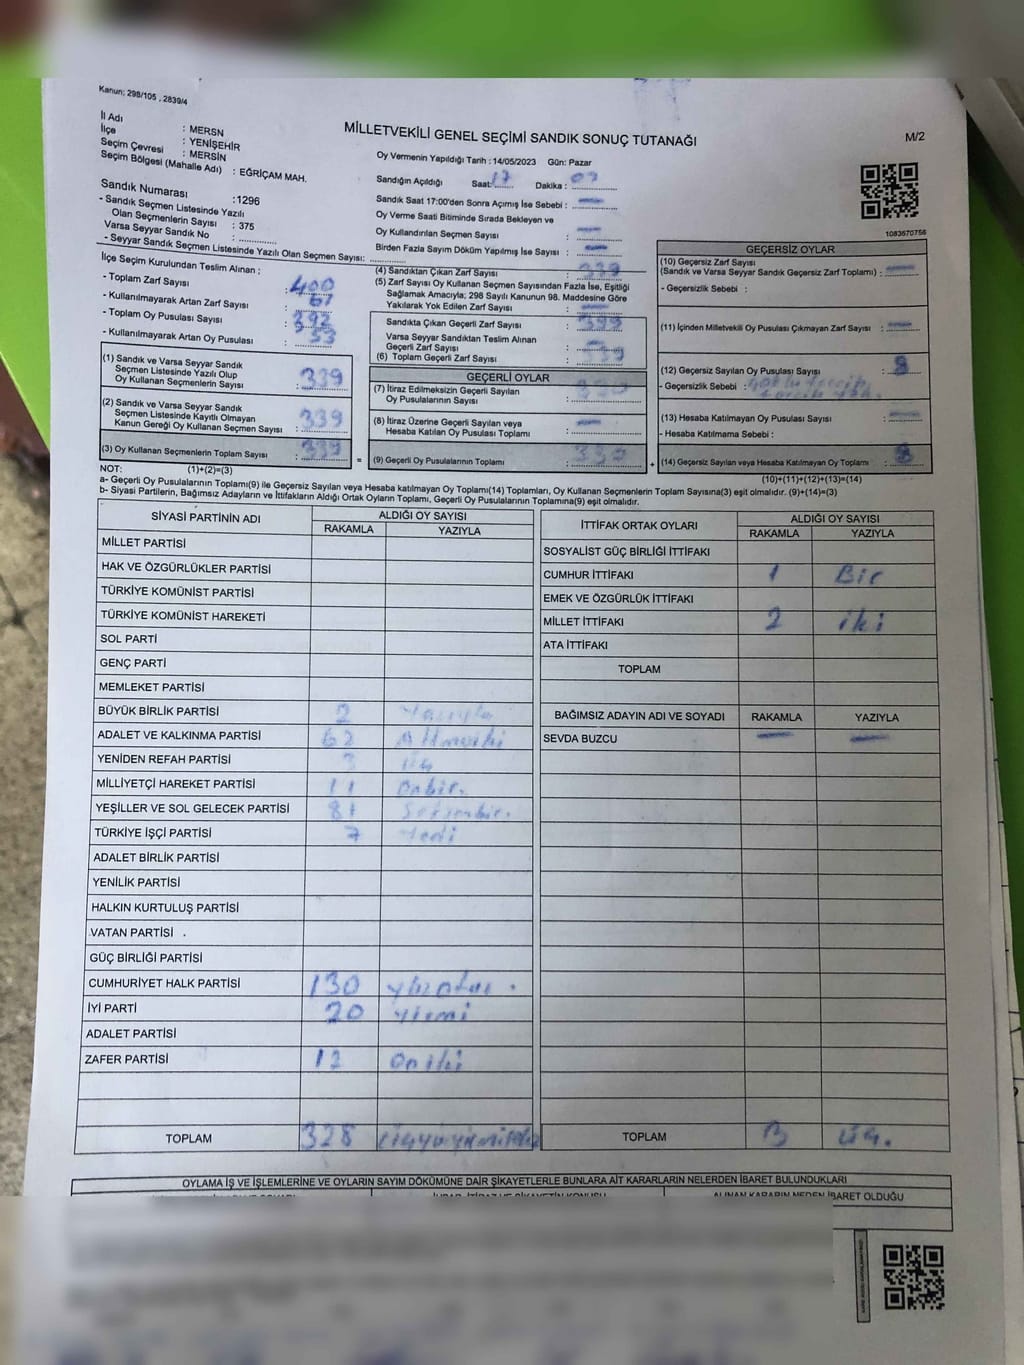 Kanun; 298/105 , 2839/4
İl Adı : MERSN
İlçe : YENİŞEHİR
Seçim Çevresi : MERSİN
Seçim Bölgesi (Mahalle Adı) : EĞRİÇAM MAH.
MİLLETVEKİLİ GENEL SEÇİMİ SANDIK SONUÇ TUTANAĞI
M/2
Oy Vermenin Yapıldığı Tarih : 14/05/2023 Gün: Pazar
Sandığın Açıldığı Saat: 17 Dakika : 07
Sandık Saat 17:00'den Sonra Açımış İse Sebebi :
Oy Verme Saati Bitiminde Sırada Bekleyen ve
Oy Kullandırılan Seçmen Sayısı :
Birden Fazla Sayım Döküm Yapılmış İse Sayısı :
1083670756
Sandık Numarası :1296
- Sandık Seçmen Listesinde Yazılı
Olan Seçmenlerin Sayısı : 375
Varsa Seyyar Sandık No :
- Seyyar Sandık Seçmen Listesinde Yazılı Olan Seçmen Sayısı:
İlçe Seçim Kurulundan Teslim Alınan ;
- Toplam Zarf Sayısı : 400
- Kullanılmayarak Artan Zarf Sayısı : 61
- Toplam Oy Pusulası Sayısı : 392
- Kullanılmayarak Artan Oy Pusulası : 53
(1) Sandık ve Varsa Seyyar Sandık
Seçmen Listesinde Yazılı Olup
Oy Kullanan Seçmenlerin Sayısı : 339
(2) Sandık ve Varsa Seyyar Sandık
Seçmen Listesinde Kayıtlı Olmayan
Kanun Gereği Oy Kullanan Seçmen Sayısı : 339
(3) Oy Kullanan Seçmenlerin Toplam Sayısı : 339
(4) Sandıktan Çıkan Zarf Sayısı : 339
(5) Zarf Sayısı Oy Kullanan Seçmen Sayısından Fazla İse, Eşitliği
Sağlamak Amacıyla; 298 Sayılı Kanunun 98. Maddesine Göre
Yakılarak Yok Edilen Zarf Sayısı :
Sandıkta Çıkan Geçerli Zarf Sayısı : 339
Varsa Seyyar Sandıktan Teslim Alınan
Geçerli Zarf Sayısı :
(6) Toplam Geçerli Zarf Sayısı :
GEÇERLİ OYLAR
(7) İtiraz Edilmeksizin Geçerli Sayılan
Oy Pusulalarının Sayısı :
(8) İtiraz Üzerine Geçerli Sayılan veya
Hesaba Katılan Oy Pusulası Toplamı :
= (9) Geçerli Oy Pusulalarının Toplamı :
GEÇERSİZ OYLAR
(10) Geçersiz Zarf Sayısı
(Sandık ve Varsa Seyyar Sandık Geçersiz Zarf Toplamı) :
- Geçersizlik Sebebi :
(11) İçinden Milletvekili Oy Pusulası Çıkmayan Zarf Sayısı :
(12) Geçersiz Sayılan Oy Pusulası Sayısı : 8
- Geçersizlik Sebebi :
(13) Hesaba Katılmayan Oy Pusulası Sayısı :
- Hesaba Katılmama Sebebi :
+ (14) Geçersiz Sayılan veya Hesaba Katılmayan Oy Toplamı : 8
NOT: (1)+(2)=(3)
(10)+(11)+(12)+(13)=(14)
a- Geçerli Oy Pusulası Toplamı(9) ile Geçersiz Sayılan veya Hesaba katılmayan Oy Toplamı(14) Toplamları, Oy Kullanan Seçmenlerin Toplam Sayısına(3) eşit olmalıdır. (9)+(14)=(3)
b- Siyasi Partilerin, Bağımsız Adayların ve İttifakların Aldığı Ortak Oyların Toplamı, Geçerli Oy Pusulalarının Toplamına(9) eşit olmalıdır.
SİYASİ PARTİNİN ADI ALDIĞI OY SAYISI
RAKAMLA YAZIYLA
MİLLET PARTİSİ
HAK VE ÖZGÜRLÜKLER PARTİSİ
TÜRKİYE KOMÜNİST PARTİSİ
TÜRKİYE KOMÜNİST HAREKETİ
SOL PARTİ
GENÇ PARTİ
MEMLEKET PARTİSİ
BÜYÜK BİRLİK PARTİSİ 2
ADALET VE KALKINMA PARTİSİ 62 Altmışiki
YENİDEN REFAH PARTİSİ 3 üç
MİLLİYETÇİ HAREKET PARTİSİ 11 Onbir.
YEŞİLLER VE SOL GELECEK PARTİSİ 81 Seksenbir.
TÜRKİYE İŞÇİ PARTİSİ 7 Yedi
ADALET BİRLİK PARTİSİ
YENİLİK PARTİSİ
HALKIN KURTULUŞ PARTİSİ
VATAN PARTİSİ
GÜÇ BİRLİĞİ PARTİSİ
CUMHURİYET HALK PARTİSİ 130 yüzotuz.
İYİ PARTİ 20 yirmi
ADALET PARTİSİ
ZAFER PARTİSİ 12 Oniki
TOPLAM 328
İTTİFAK ORTAK OYLARI ALDIĞI OY SAYISI
RAKAMLA YAZIYLA
SOSYALİST GÜÇ BİRLİĞİ İTTİFAKI
CUMHUR İTTİFAKI 1 Bir
EMEK VE ÖZGÜRLÜK İTTİFAKI
MİLLET İTTİFAKI 2 iki
ATA İTTİFAKI
TOPLAM
BAĞIMSIZ ADAYIN ADI VE SOYADI RAKAMLA YAZIYLA
SEVDA BUZCU
TOPLAM 3 üç.
OYLAMA İŞ VE İŞLEMLERİNE VE OYLARIN SAYIM DÖKÜMÜNE DAİR ŞİKAYETLERLE BUNLARA AİT KARARLARIN NELERDEN İBARET BULUNDUKLARI
ALINAN KARARIN NEDEN İBARET OLDUĞU